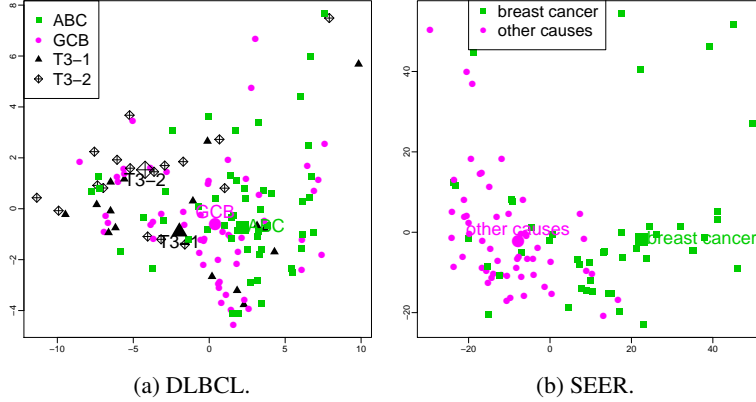 ABC
GCB
T3−1
T3−2
T3−2
GCB
ABC
T3−1
8
6
4
2
0
−2
−4
−10
−5
0
5
10
(a) DLBCL.
breast cancer
other causes
other causes
breast cancer
40
20
0
−20
−20
0
20
40
(b) SEER.